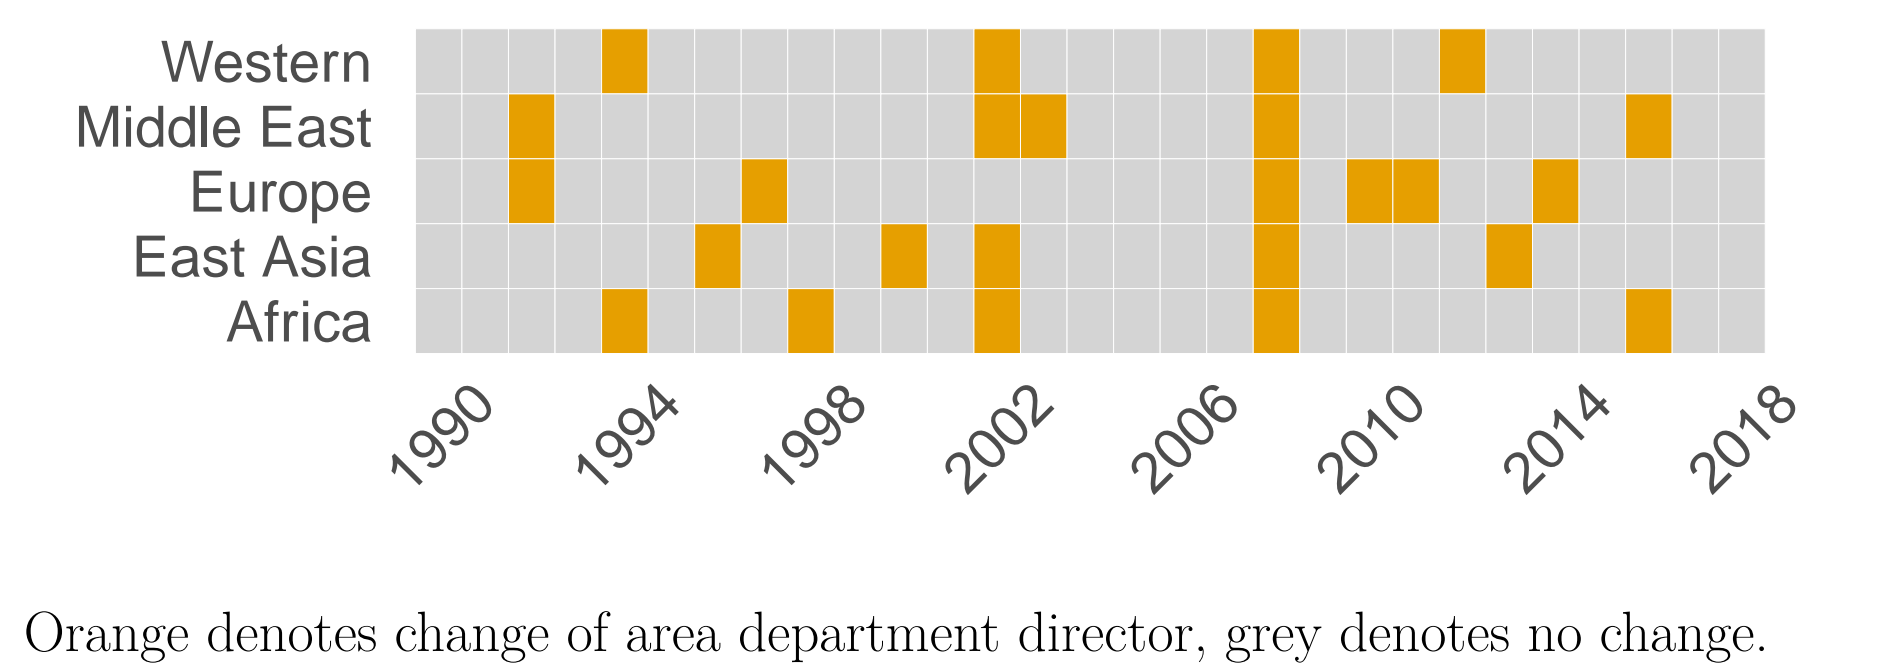 Western
Middle East
Europe
East Asia
Africa
1990 1994 1998 2002 2006 2010 2014 2018
Orange denotes change of area department director, grey denotes no change.